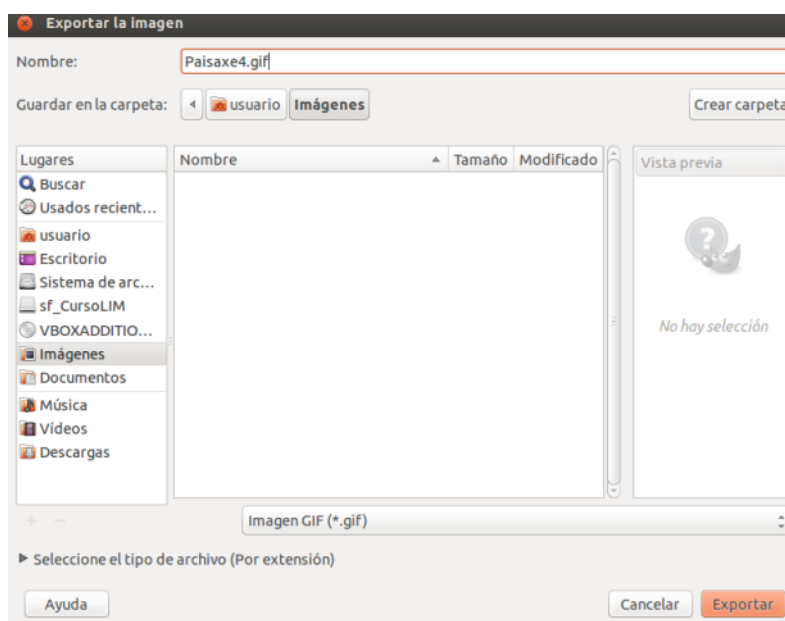 Exportar la imagen
Nombre:
Paisaxe4.gif
Guardar en la carpeta:
usuario
Imágenes
Crear carpeta
Lugares
Nombre
Tamaño
Modificado
Vista previa
Buscar
Usados recient...
usuario
Escritorio
Sistema de arc...
sf_CursoLIM
VBOXADDITIO...
Imágenes
Documentos
Música
Vídeos
Descargas
No hay selección
Imagen GIF (*.gif)
Seleccione el tipo de archivo (Por extensión)
Ayuda
Cancelar
Exportar